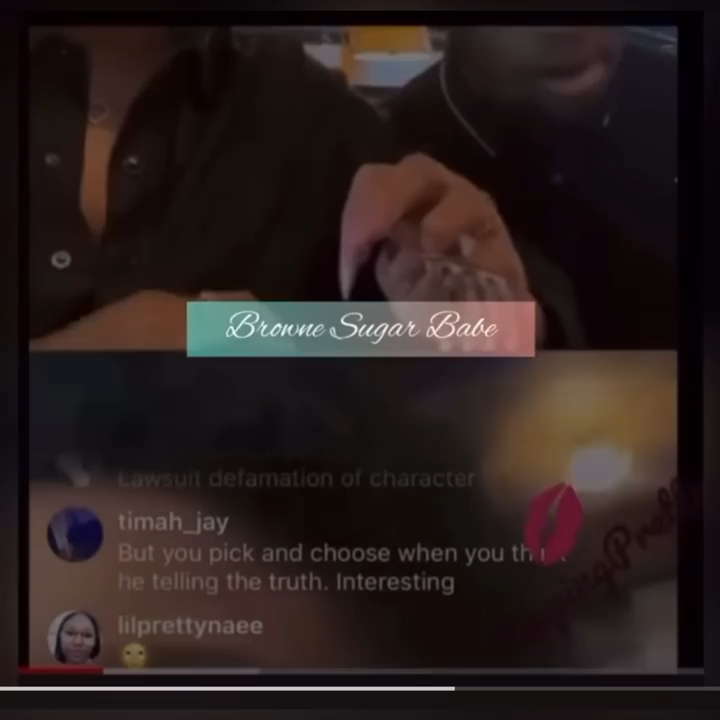 Browne Sugar Babe
Lawsuit defamation of character
timah_jay
But you pick and choose when you
he telling the truth. Interesting
lilprettynaee